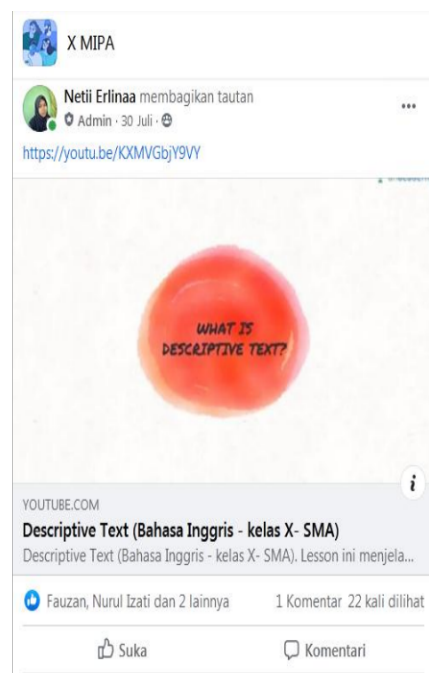 X MIPA
Netii Erlinaa membagikan tautan
Admin · 30 Juli ·
https://youtu.be/KXMVGbjY9VY
WHAT IS
DESCRIPTIVE TEXT?
i
YOUTUBE.COM
Descriptive Text (Bahasa Inggris - kelas X- SMA)
Descriptive Text (Bahasa Inggris - kelas X- SMA). Lesson ini menjela...
Fauzan, Nurul Izati dan 2 lainnya 1 Komentar 22 kali dilihat
Suka Komentari